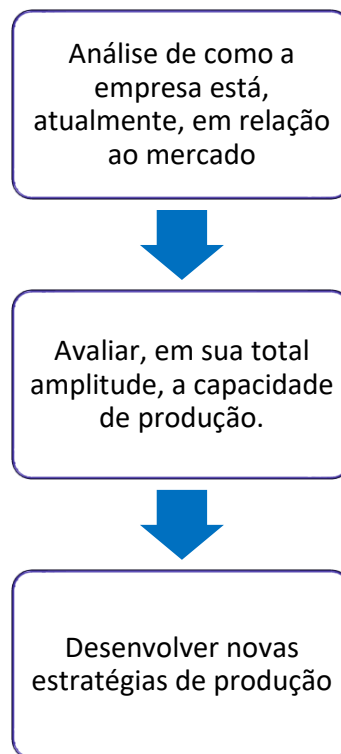 Análise de como a
empresa está,
atualmente, em relação
ao mercado
Avaliar, em sua total
amplitude, a capacidade
de produção.
Desenvolver novas
estratégias de produção